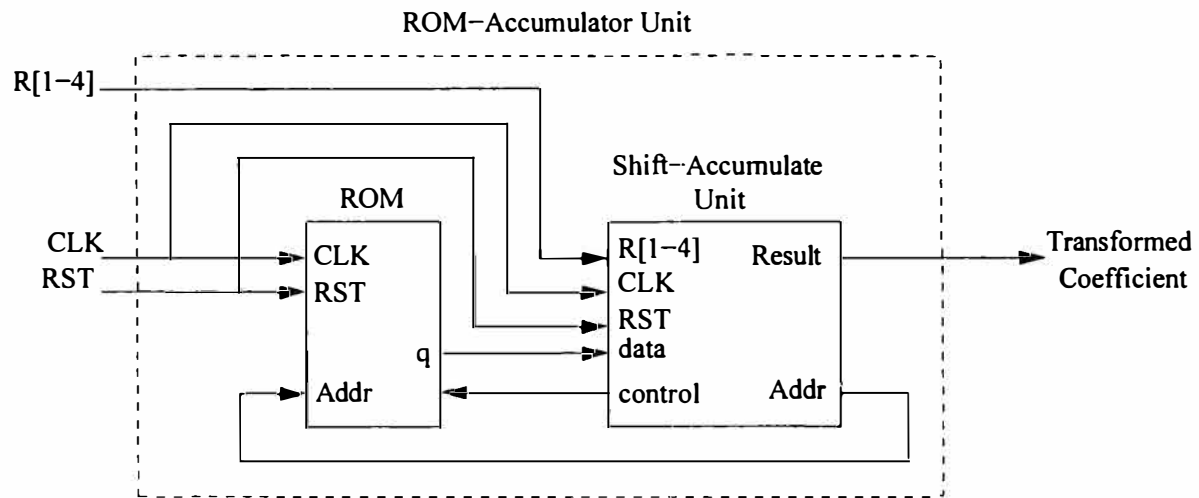 ROM-Accumulator Unit
R[1-4]
Shift-Accumulate
Unit
ROM
CLK
RST
CLK
RST
q
Addr
R[1-4]
CLK
RST
data
control
Result
Addr
Transformed
Coefficient